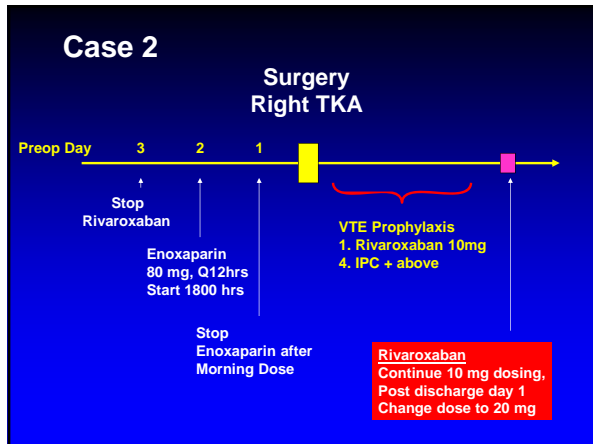 Case 2
Surgery
Right TKA
Preop Day 3 2 1
Stop
Rivaroxaban
Enoxaparin
80 mg, Q12hrs
Start 1800 hrs
Stop
Enoxaparin after
Morning Dose
VTE Prophylaxis
1. Rivaroxaban 10mg
4. IPC + above
Rivaroxaban
Continue 10 mg dosing,
Post discharge day 1
Change dose to 20 mg